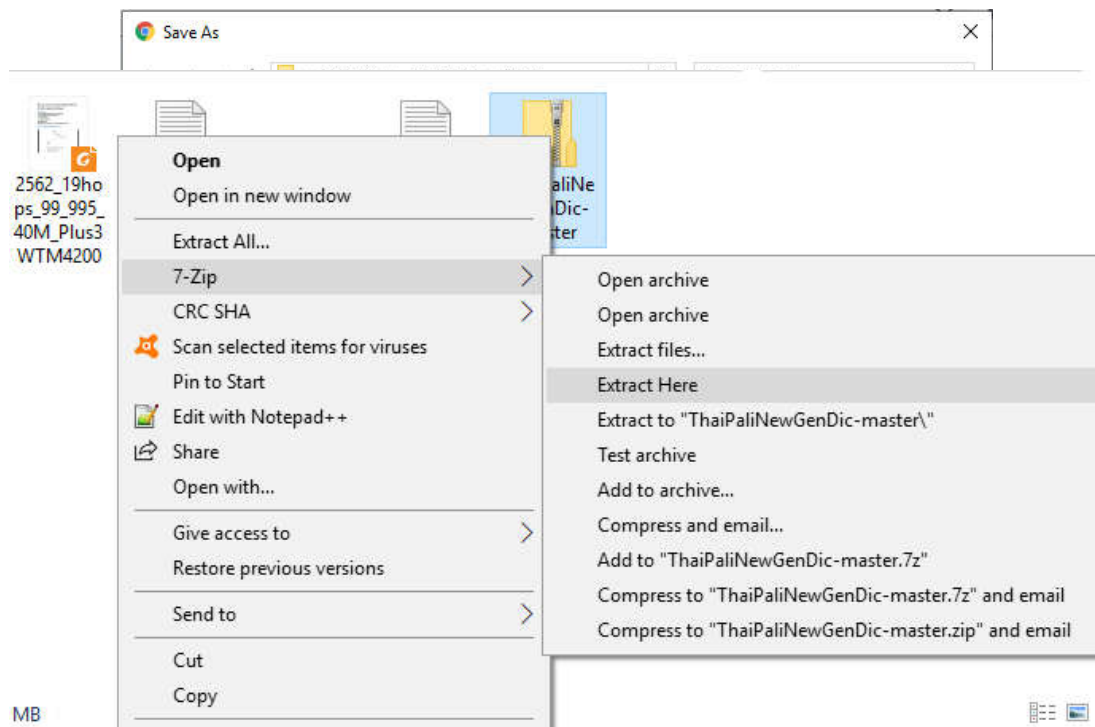 Save As
2562_19ho
ps_99_995_
40M_Plus3
WTM4200
aliNe
Dic-
ster
Open
Open in new window
Extract All...
7-Zip
CRC SHA
Scan selected items for viruses
Pin to Start
Edit with Notepad++
Share
Open with...
Give access to
Restore previous versions
Send to
Cut
Copy
Open archive
Open archive
Extract files...
Extract Here
Extract to "ThaiPaliNewGenDic-master\"
Test archive
Add to archive...
Compress and email...
Add to "ThaiPaliNewGenDic-master.7z"
Compress to "ThaiPaliNewGenDic-master.7z" and email
Compress to "ThaiPaliNewGenDic-master.zip" and email
MB